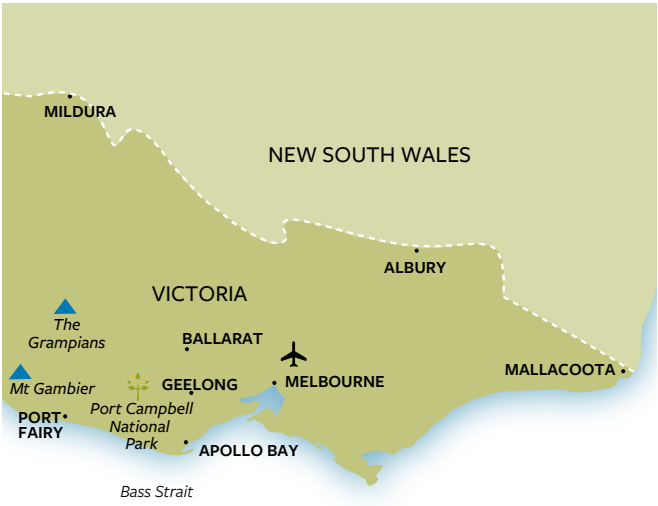 MILDURA
NEW SOUTH WALES
ALBURY
VICTORIA
The
Grampians
BALLARAT
MALLACOOTA
Mt Gambier
GEELONG
MELBOURNE
Port Campbell
National
Park
PORT
FAIRY
APOLLO BAY
Bass Strait